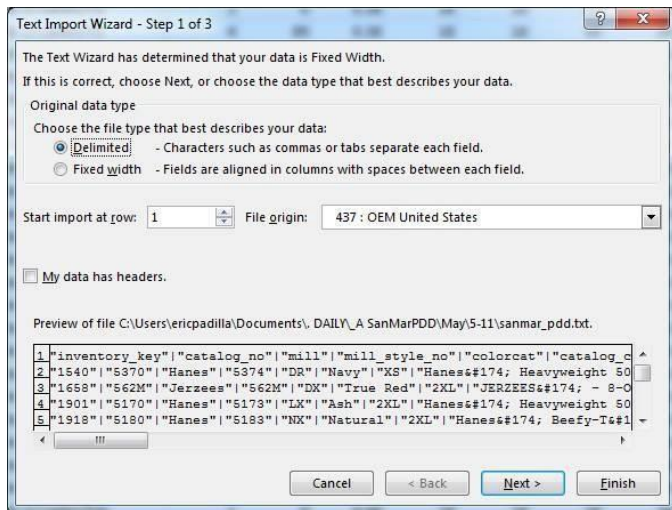 Text Import Wizard - Step 1 of 3
The Text Wizard has determined that your data is Fixed Width.
If this is correct, choose Next, or choose the data type that best describes your data.
Original data type
Choose the file type that best describes your data:
Delimited - Characters such as commas or tabs separate each field.
Fixed width - Fields are aligned in columns with spaces between each field.
Start import at row: 1 File origin: 437 : OEM United States
My data has headers.
Preview of file C:\Users\ericpadilla\Documents\. DAILY\_A SanMarPDD\May\5-11\sanmar_pdd.txt.
1 "inventory_key"|"catalog_no"|"mill"|"mill_style_no"|"colorcat"|"catalog_c
2 "1540"|"5370"|"Hanes"|"5374"|"DR"|"Navy"|"XS"|"Hanes&#174; Heavyweight 50
3 "1658"|"562M"|"Jerzees"|"562M"|"DX"|"True Red"|"2XL"|"JERZEES&#174; - 8-O
4 "1901"|"5170"|"Hanes"|"5173"|"LX"|"Ash"|"2XL"|"Hanes&#174; Heavyweight 50
5 "1918"|"5180"|"Hanes"|"5183"|"NX"|"Natural"|"2XL"|"Hanes&#174; Beefy-T&#1
Cancel < Back Next > Finish